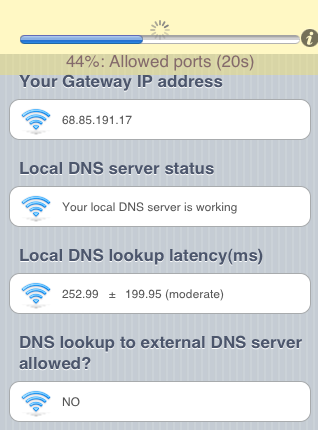 44%: Allowed ports (20s)
Your Gateway IP address
68.85.191.17
Local DNS server status
Your local DNS server is working
Local DNS lookup latency(ms)
252.99 ± 199.95 (moderate)
DNS lookup to external DNS server
allowed?
NO